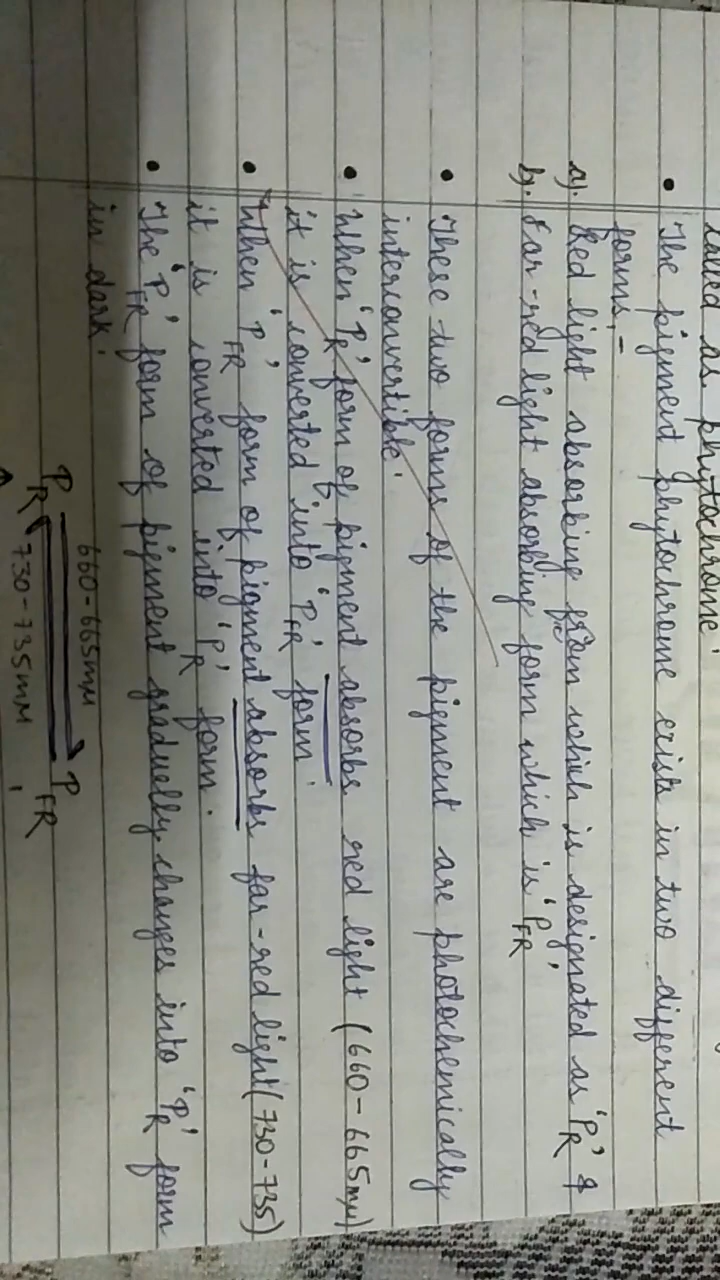 called as phytochrome.
• The pigment phytochrome exists in two different
forms,-
a). Red light absorbing from which is designated as 'PR' &
b). Far-red light absorbing form which is 'PFR'
• These two forms of the pigment are photochemically
interconvertible.
• When 'PR' form of pigment absorbs red light (660-665mμ)
it is converted into 'PFR' form.
• When 'PFR' form of pigment absorbs far-red light (730-735)
it is converted into 'PR' form.
• The 'PFR' form of pigment gradually changes into 'PR' form
in dark.
660-665mμ
PR PFR
730-735mμ